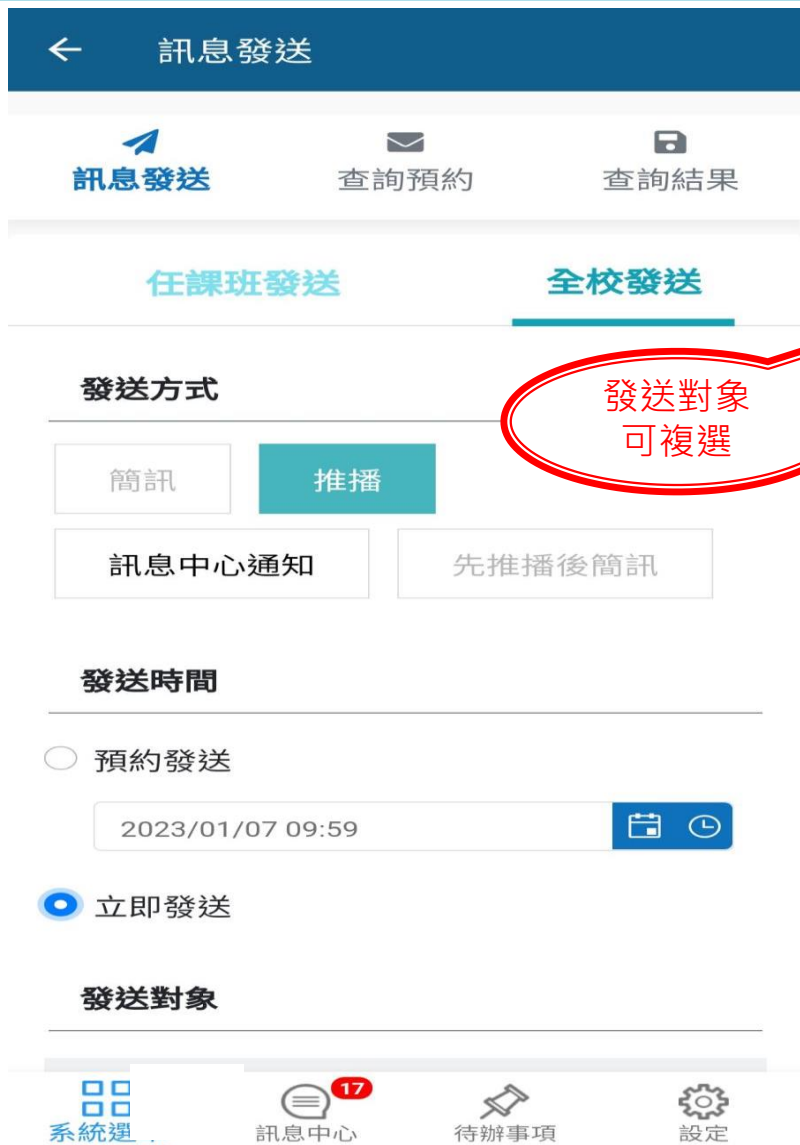 訊息發送
訊息發送 查詢預約 查詢結果
任課班發送 全校發送
發送方式
發送對象
可複選
簡訊 推播
訊息中心通知 先推播後簡訊
發送時間
預約發送
2023/01/07 09:59
立即發送
發送對象
17
系統選 訊息中心 待辦事項 設定